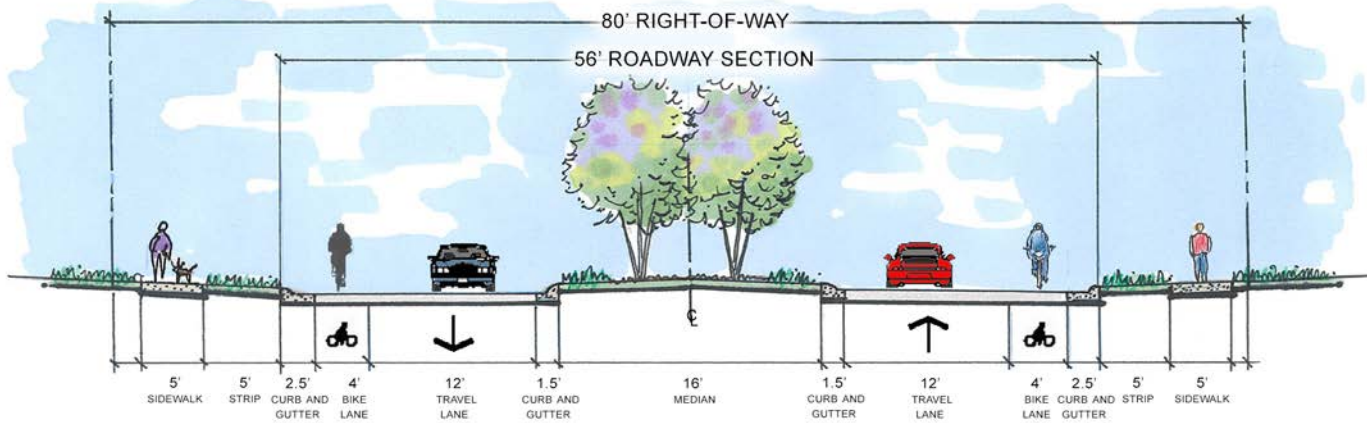 80' RIGHT-OF-WAY
56' ROADWAY SECTION
℄
5' 5' 2.5' 4' 12' 1.5' 16' 1.5' 12' 4' 2.5' 5' 5'
SIDEWALK STRIP CURB AND BIKE TRAVEL CURB AND MEDIAN CURB AND TRAVEL BIKE CURB AND STRIP SIDEWALK
GUTTER LANE LANE GUTTER GUTTER LANE LANE GUTTER